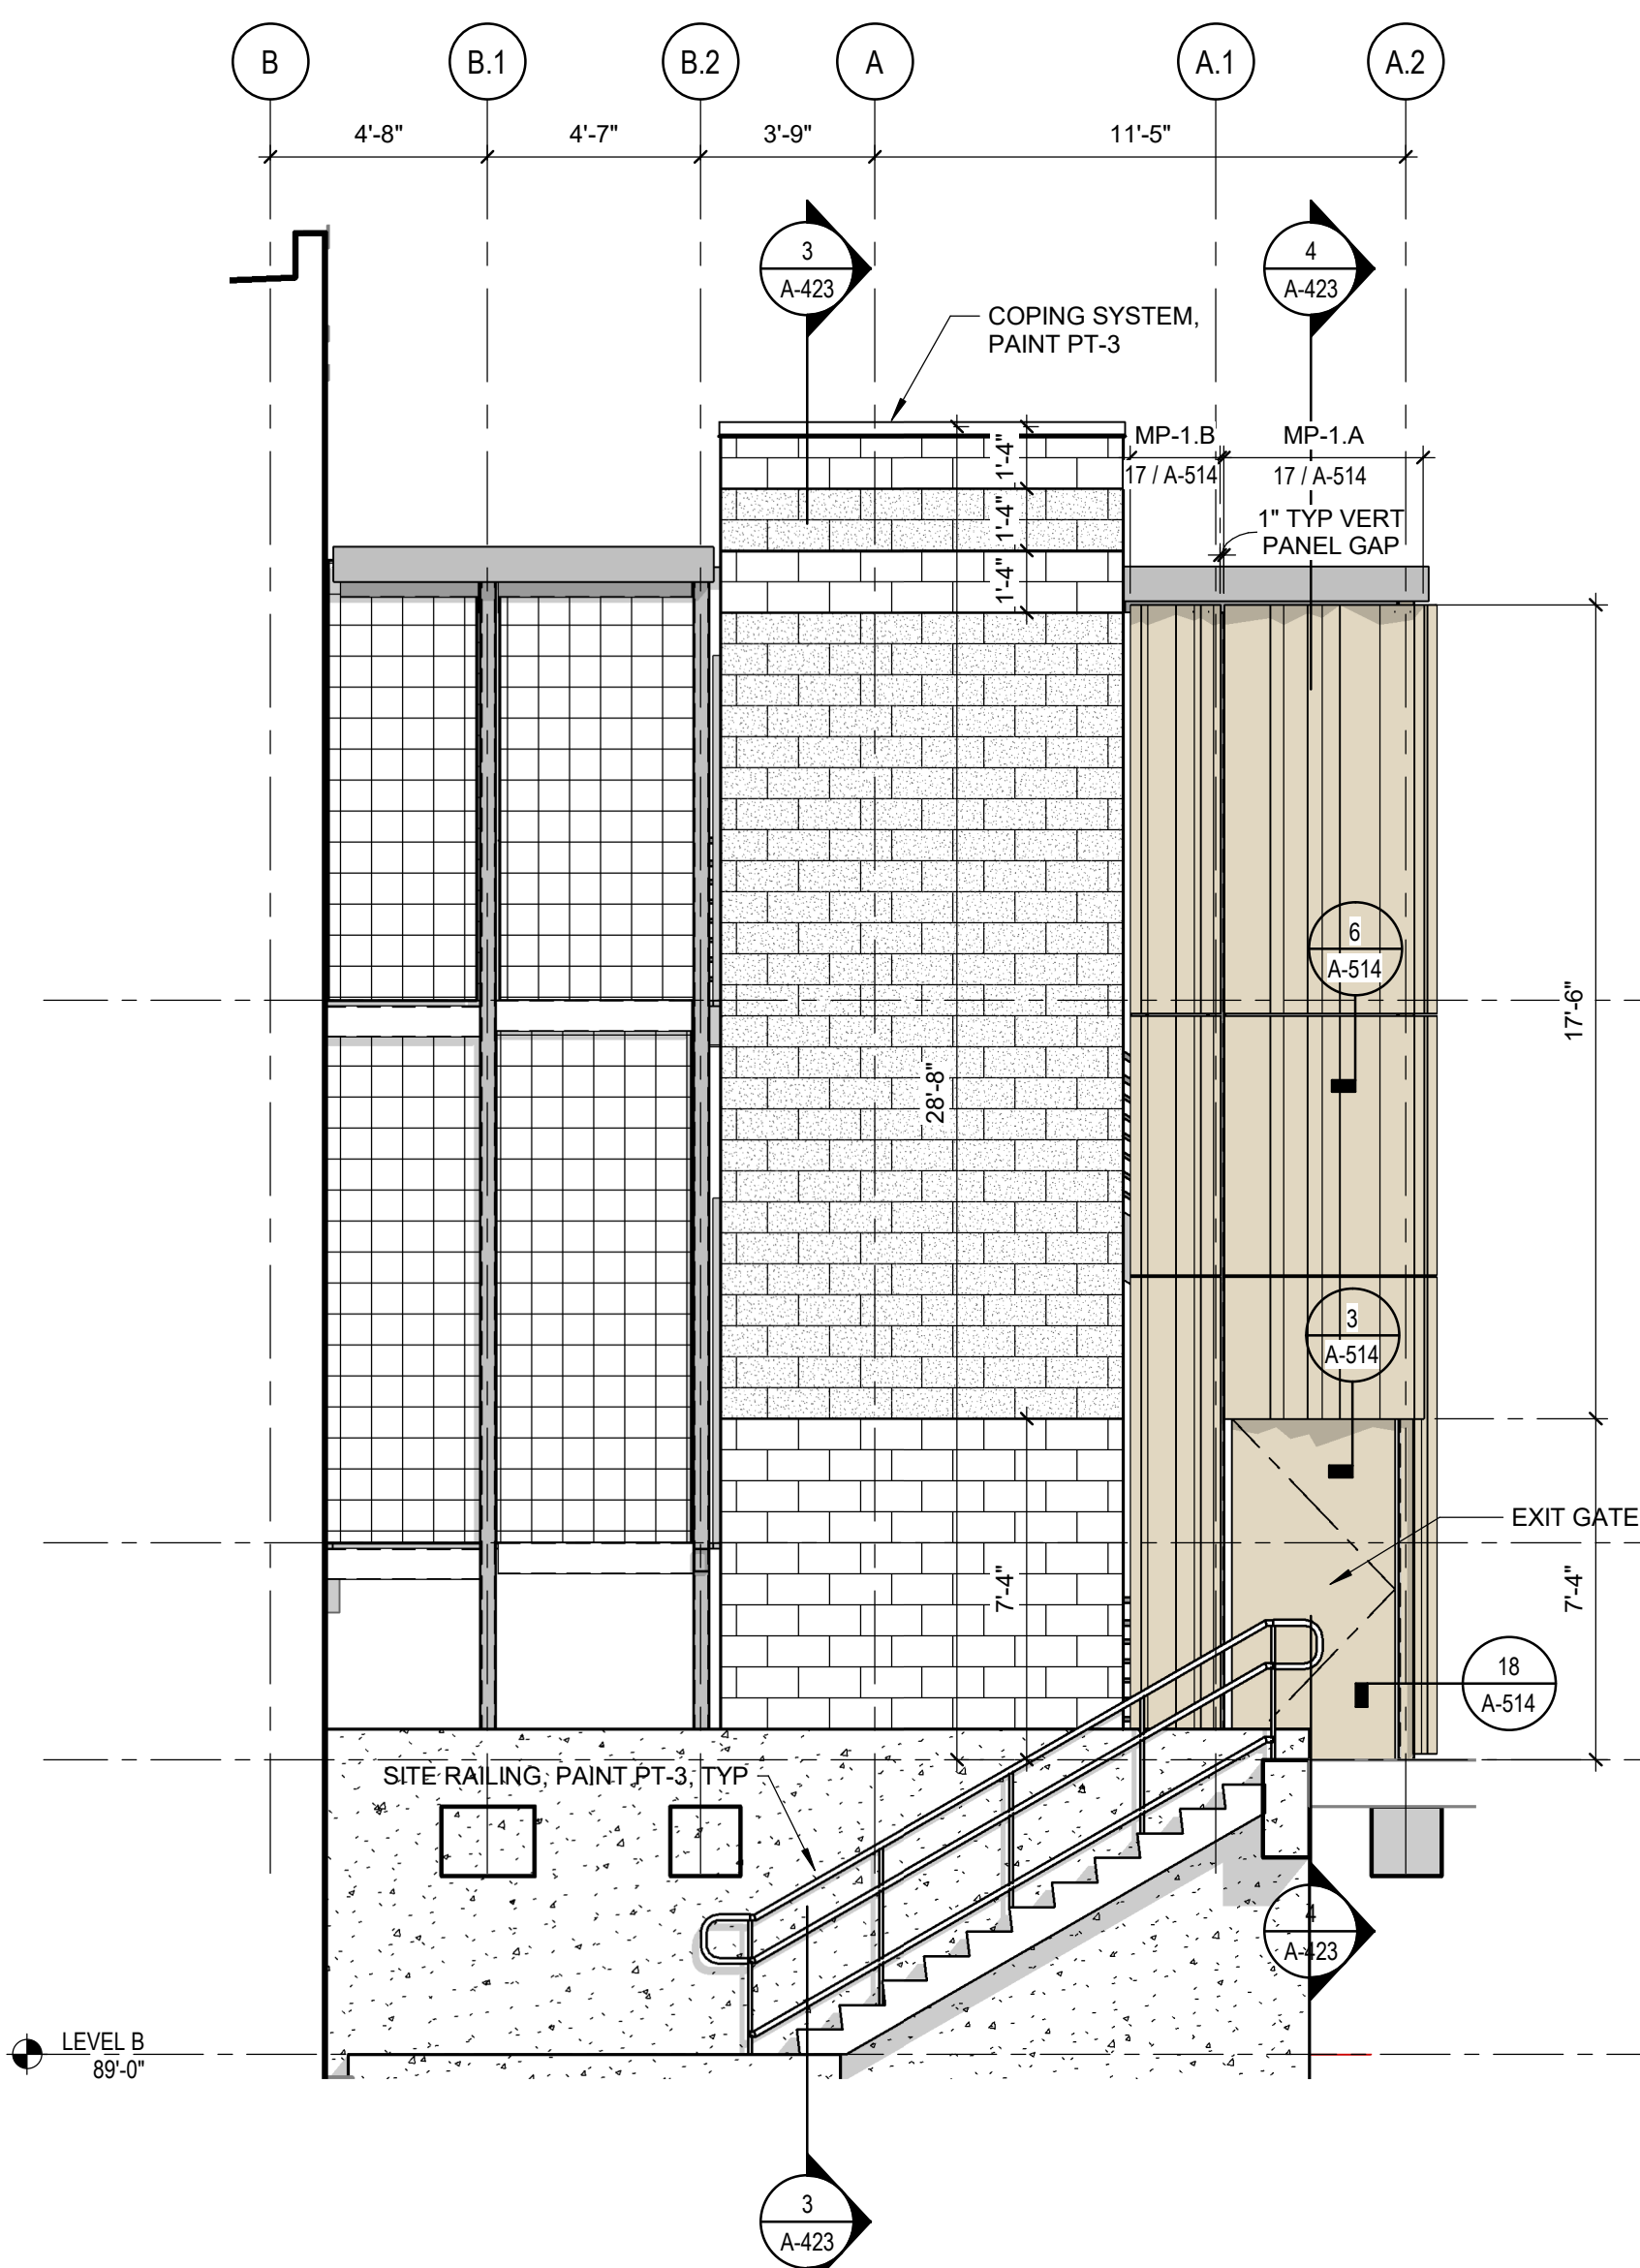 B
B.1
B.2
A
A.1
A.2
4'-8"
4'-7"
3'-9"
11'-5"
3
A-423
4
A-423
COPING SYSTEM,
PAINT PT-3
MP-1.B
17 / A-514
MP-1.A
17 / A-514
1" TYP VERT
PANEL GAP
1'-4"
1'-4"
1'-4"
6
A-514
17'-6"
28'-8"
3
A-514
EXIT GATE
7'-4"
7'-4"
18
A-514
SITE RAILING, PAINT PT-3, TYP
4
A-423
LEVEL B
89'-0"
3
A-423